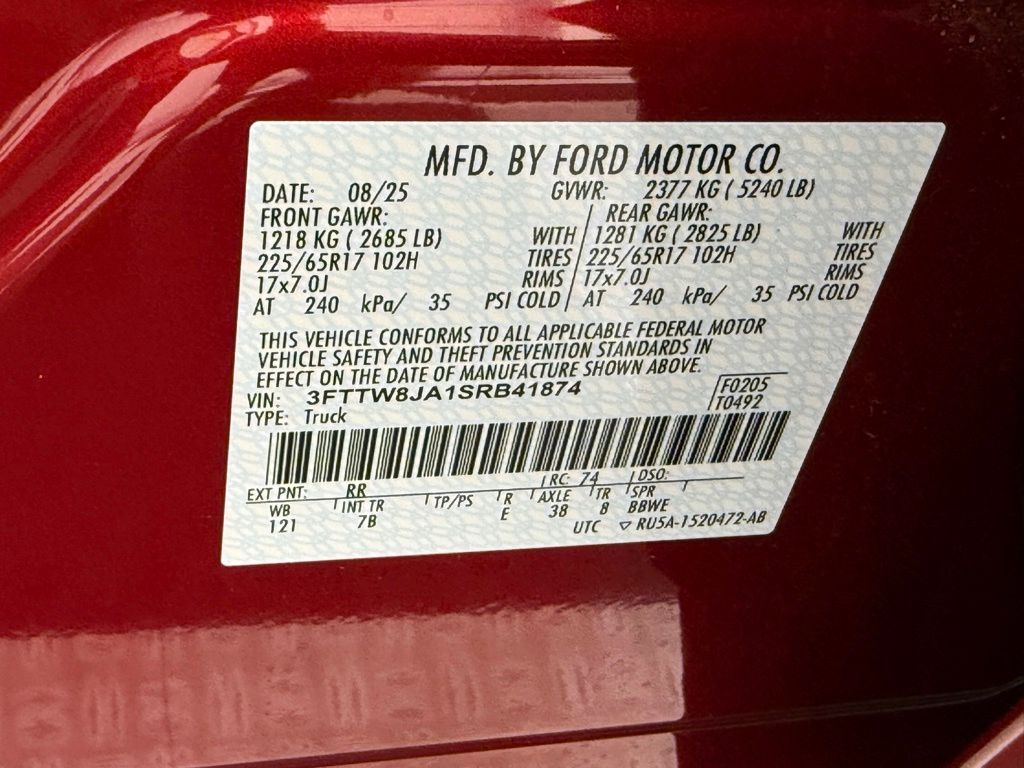 MFD. BY FORD MOTOR CO.
DATE: 08/25 GVWR: 2377 KG ( 5240 LB)
FRONT GAWR: REAR GAWR:
1218 KG ( 2685 LB) WITH 1281 KG ( 2825 LB) WITH
225/65R17 102H TIRES 225/65R17 102H TIRES
17x7.0J RIMS 17x7.0J RIMS
AT 240 kPa/ 35 PSI COLD AT 240 kPa/ 35 PSI COLD
THIS VEHICLE CONFORMS TO ALL APPLICABLE FEDERAL MOTOR
VEHICLE SAFETY AND THEFT PREVENTION STANDARDS IN
EFFECT ON THE DATE OF MANUFACTURE SHOWN ABOVE.
VIN: 3FTTW8JA1SRB41874 F0205
TYPE: Truck T0492
EXT PNT: RR RC: 74 DSO:
WB INT TR TP/PS R AXLE TR SPR
121 7B E 38 8 BBWE
UTC ▽ RU5A-1520472-AB